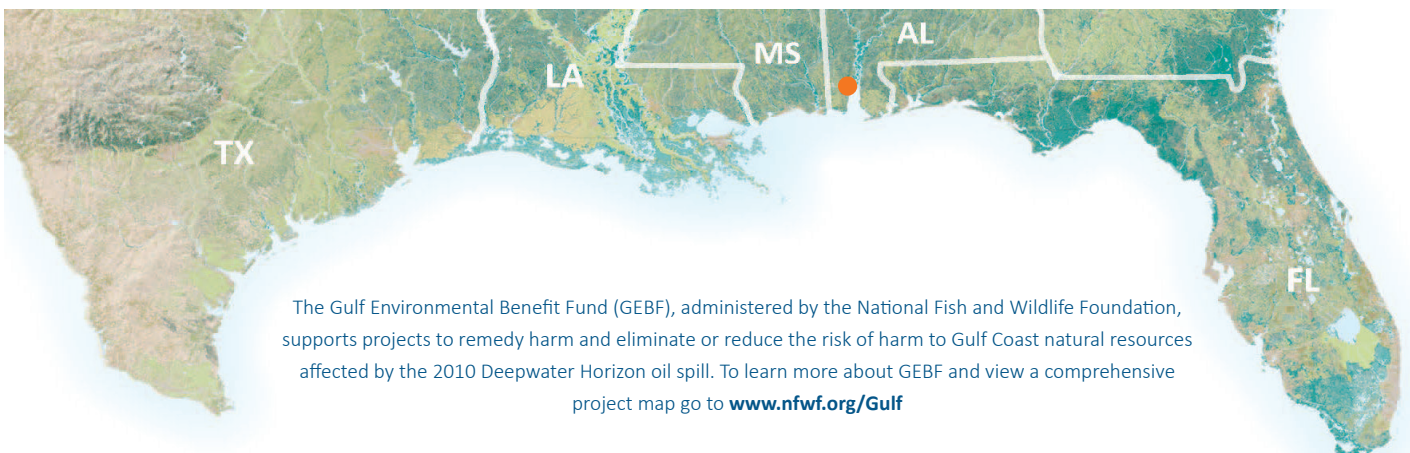 AL
MS
LA
TX
FL
The Gulf Environmental Benefit Fund (GEBF), administered by the National Fish and Wildlife Foundation,
supports projects to remedy harm and eliminate or reduce the risk of harm to Gulf Coast natural resources
affected by the 2010 Deepwater Horizon oil spill. To learn more about GEBF and view a comprehensive
project map go to www.nfwf.org/Gulf